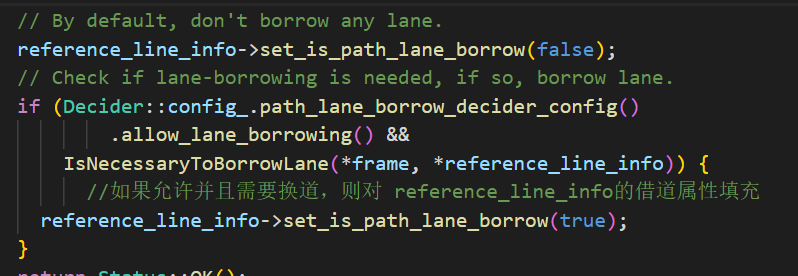 // By default, don't borrow any lane.
reference_line_info->set_is_path_lane_borrow(false);
// Check if lane-borrowing is needed, if so, borrow lane.
if (Decider::config_.path_lane_borrow_decider_config()
.allow_lane_borrowing() &&
IsNecessaryToBorrowLane(*frame, *reference_line_info)) {
//如果允许并且需要换道，则对 reference_line_info的借道属性填充
reference_line_info->set_is_path_lane_borrow(true);
}
return Status::OK();